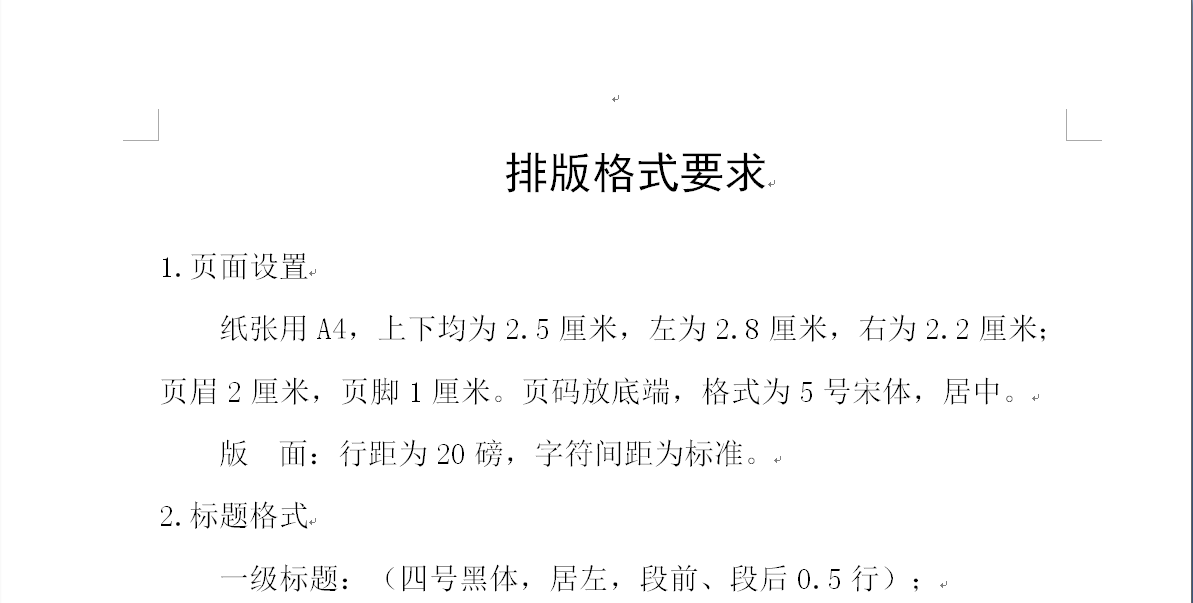 排版格式要求
1.页面设置
纸张用 A4，上下均为 2.5 厘米，左为 2.8 厘米，右为 2.2 厘米；
页眉 2 厘米，页脚 1 厘米。页码放底端，格式为 5 号宋体，居中。
版　面：行距为 20 磅，字符间距为标准。
2.标题格式
一级标题：（四号黑体，居左，段前、段后 0.5 行）；